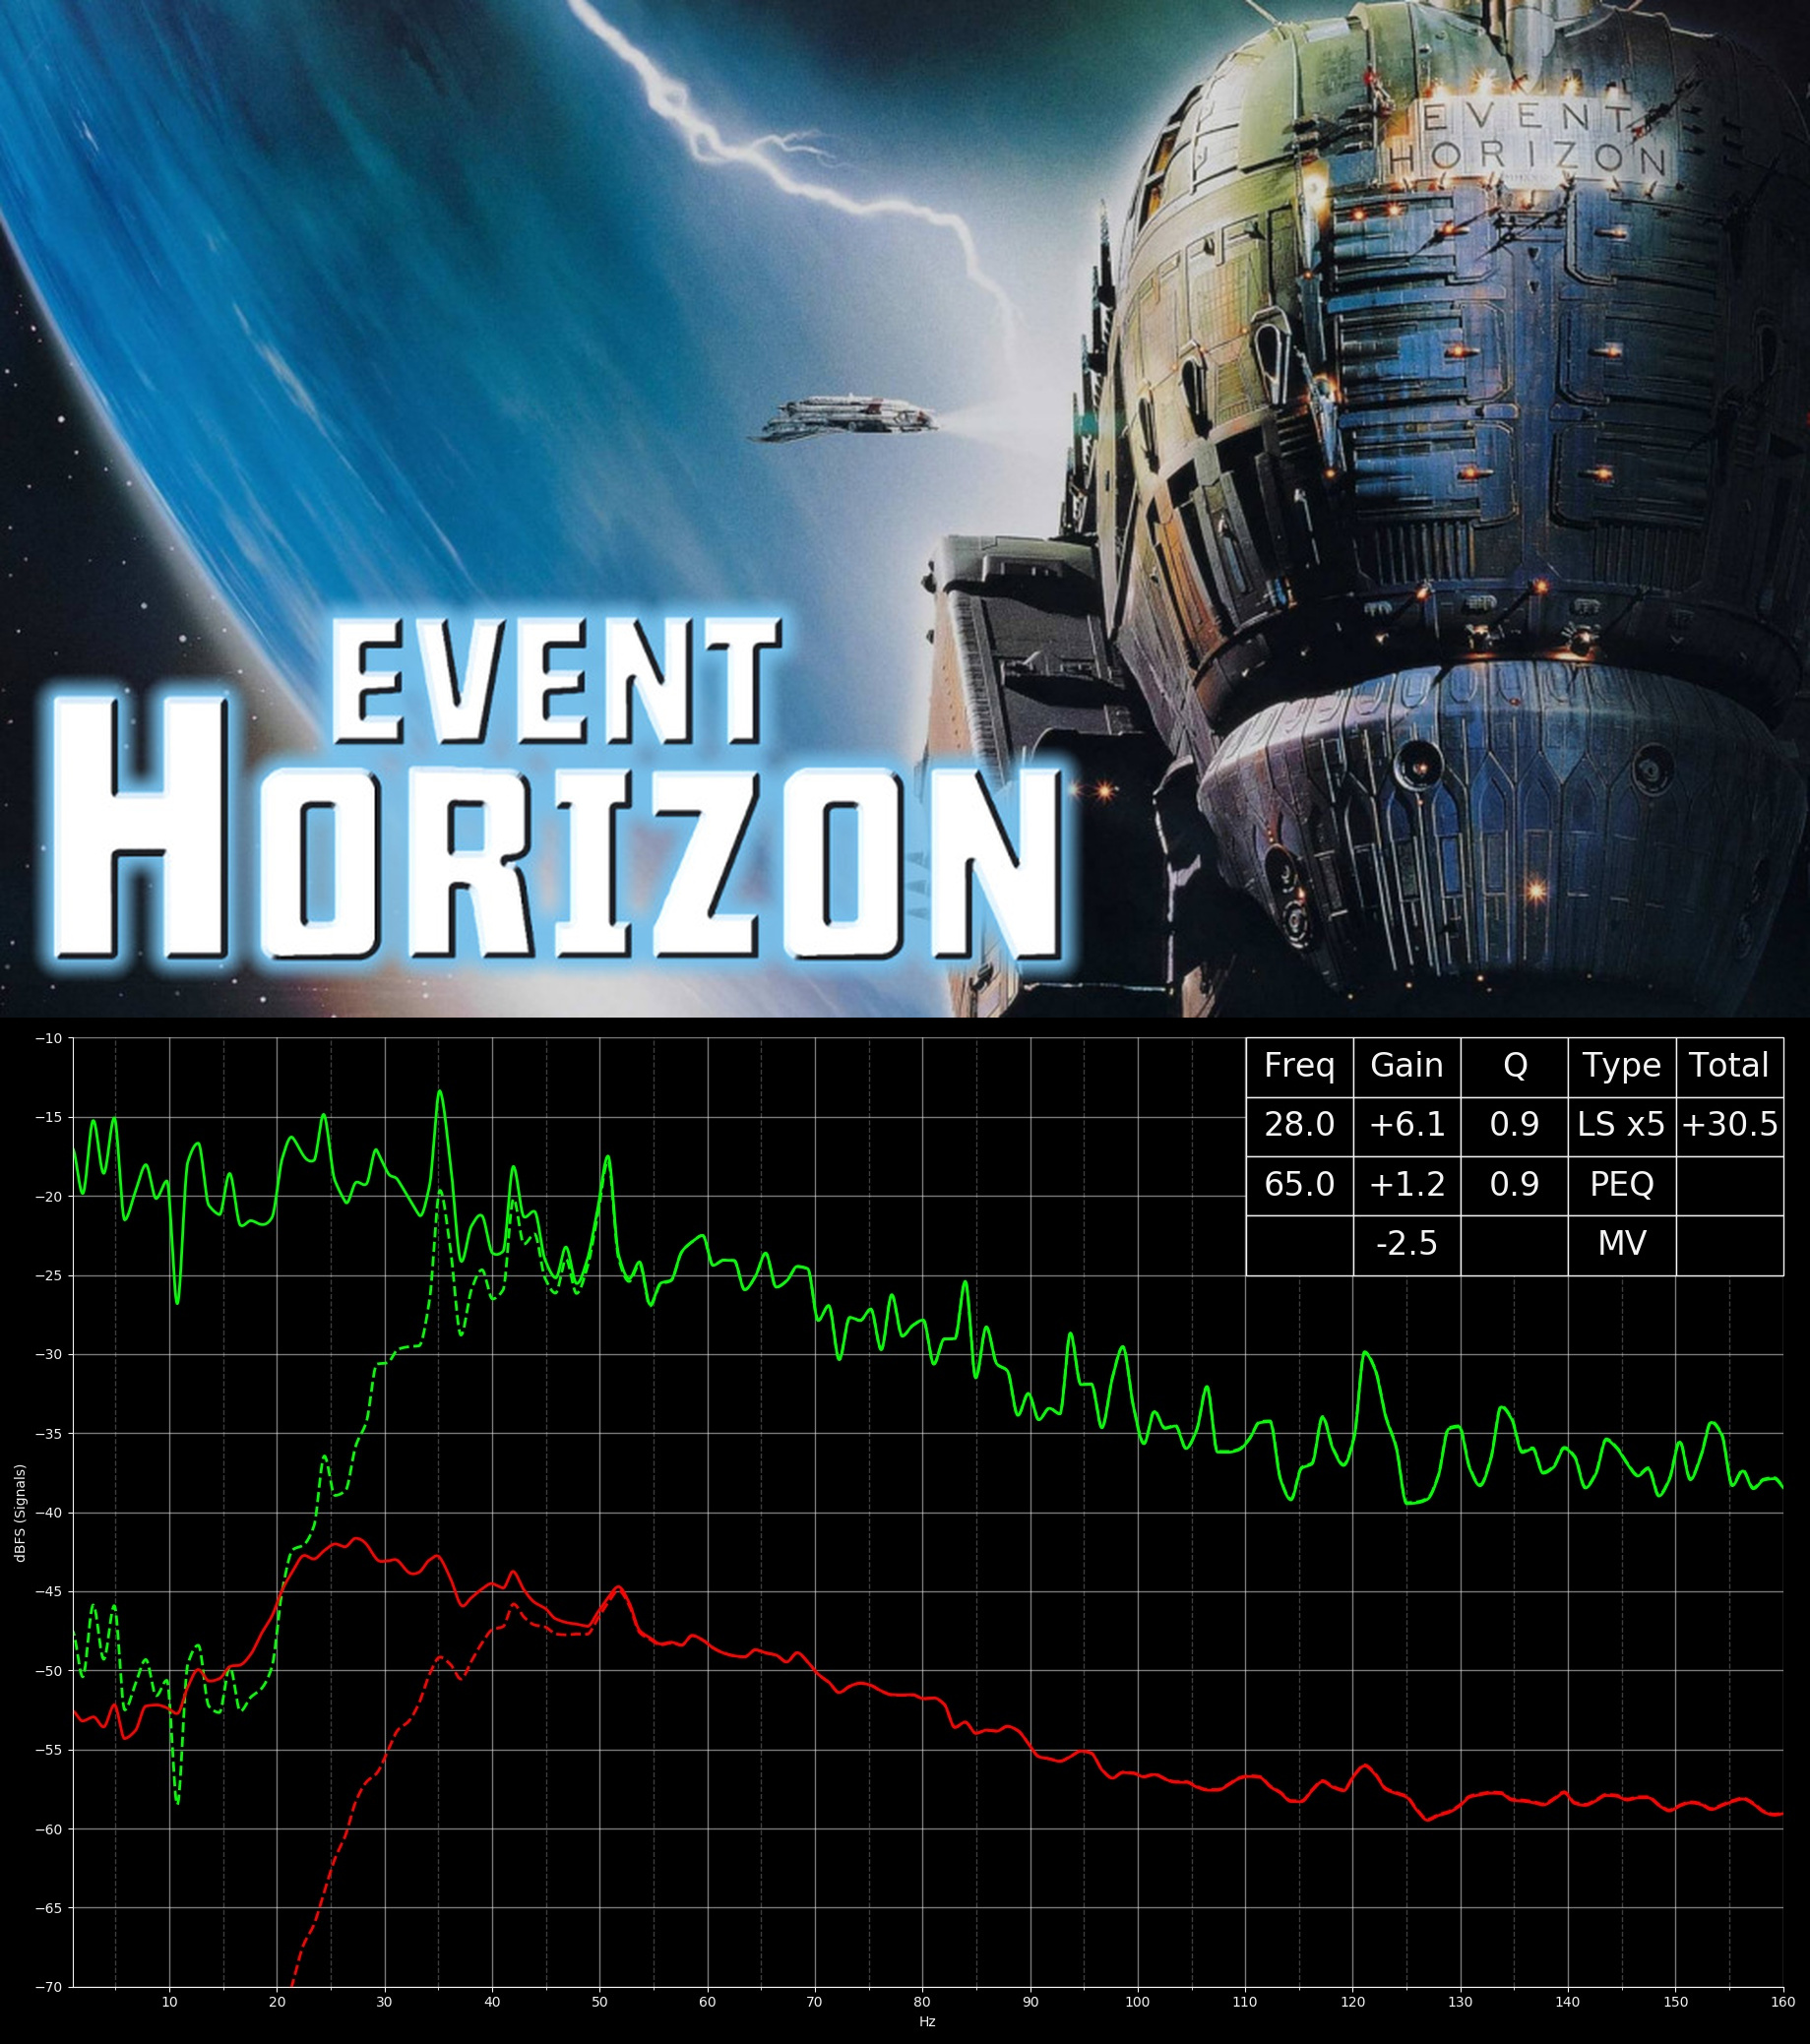 EVENT
HORIZON
EVENT
HORIZON
Freq Gain Q Type Total
28.0 +6.1 0.9 LS x5 +30.5
65.0 +1.2 0.9 PEQ
-2.5 MV
dBFS (Signals)
−10
−15
−20
−25
−30
−35
−40
−45
−50
−55
−60
−65
−70
10 20 30 40 50 60 70 80 90 100 110 120 130 140 150 160
Hz